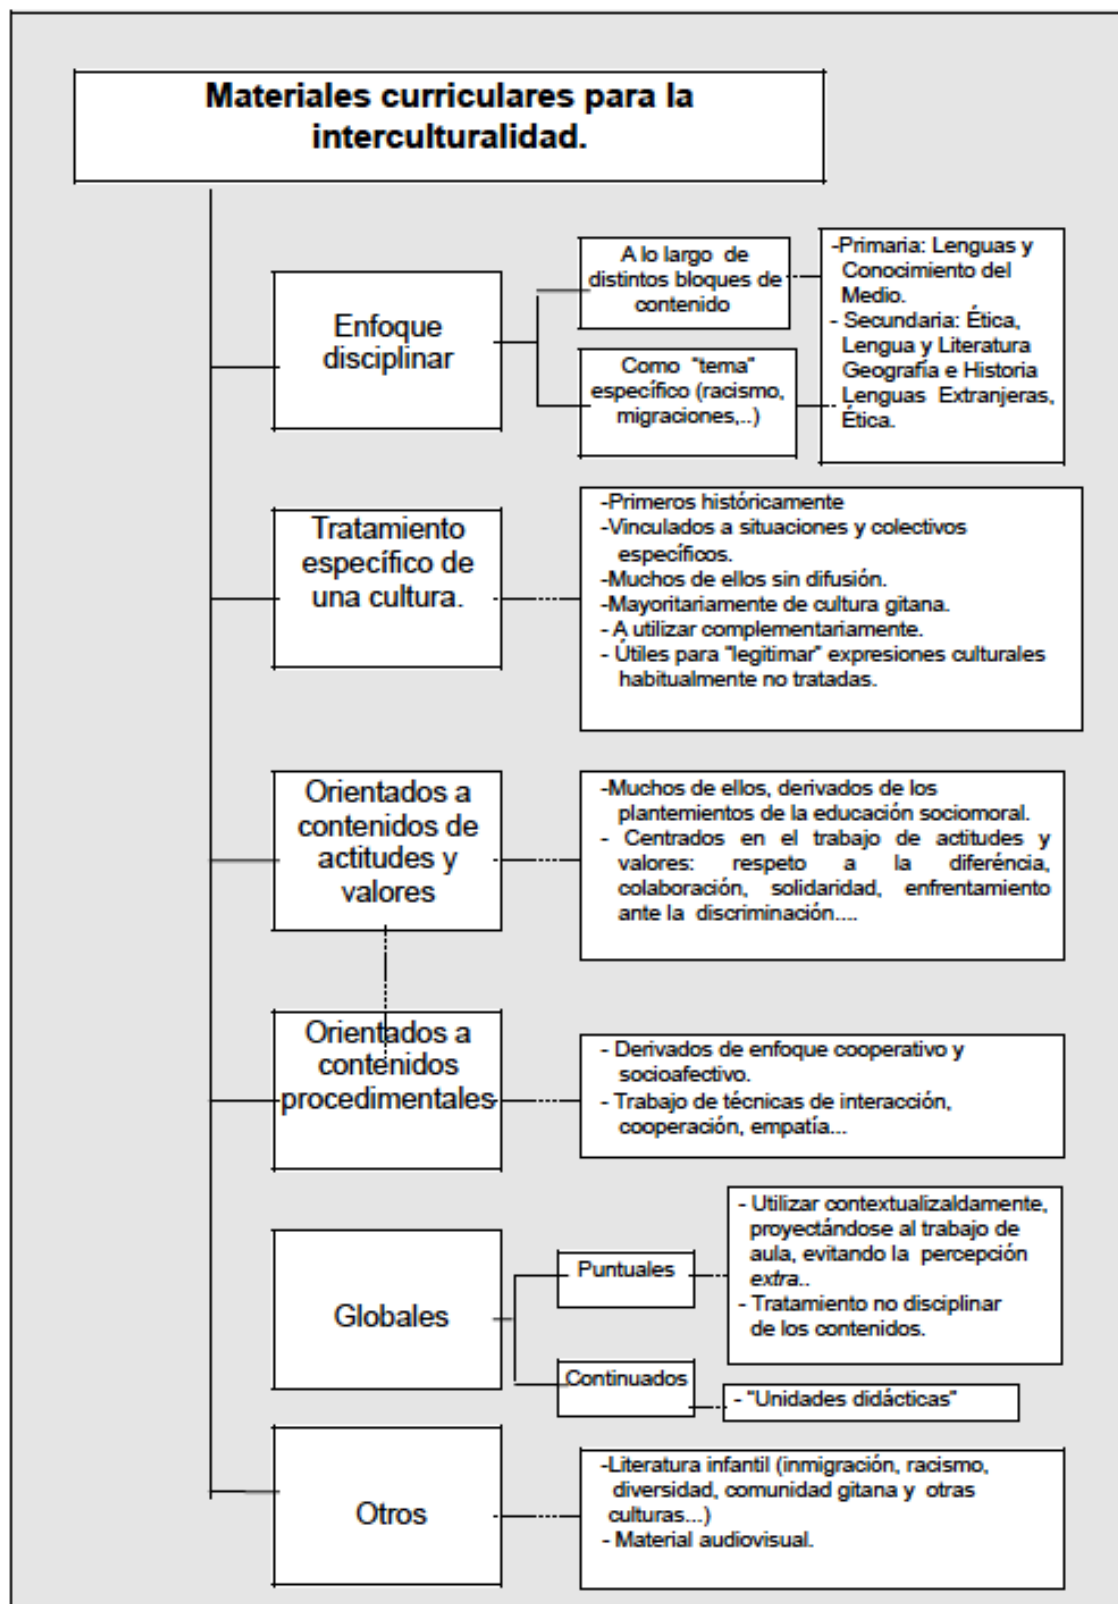 Materiales curriculares para la
interculturalidad.
Enfoque
disciplinar
A lo largo de
distintos bloques de
contenido
Como "tema"
específico (racismo,
migraciones,..)
-Primaria: Lenguas y
Conocimiento del
Medio.
- Secundaria: Ética,
Lengua y Literatura
Geografía e Historia
Lenguas Extranjeras,
Ética.
Tratamiento
específico de
una cultura.
-Primeros históricamente
-Vinculados a situaciones y colectivos
específicos.
-Muchos de ellos sin difusión.
-Mayoritariamente de cultura gitana.
- A utilizar complementariamente.
- Útiles para "legitimar" expresiones culturales
habitualmente no tratadas.
Orientados a
contenidos de
actitudes y
valores
-Muchos de ellos, derivados de los
plantemientos de la educación sociomoral.
- Centrados en el trabajo de actitudes y
valores: respeto a la diferéncia,
colaboración, solidaridad, enfrentamiento
ante la discriminación....
Orientados a
contenidos
procedimentales
- Derivados de enfoque cooperativo y
socioafectivo.
- Trabajo de técnicas de interacción,
cooperación, empatía...
Globales
Puntuales
- Utilizar contextualizaldamente,
proyectándose al trabajo de
aula, evitando la percepción
extra..
- Tratamiento no disciplinar
de los contenidos.
Continuados
- "Unidades didácticas"
Otros
-Literatura infantil (inmigración, racismo,
diversidad, comunidad gitana y otras
culturas...)
- Material audiovisual.